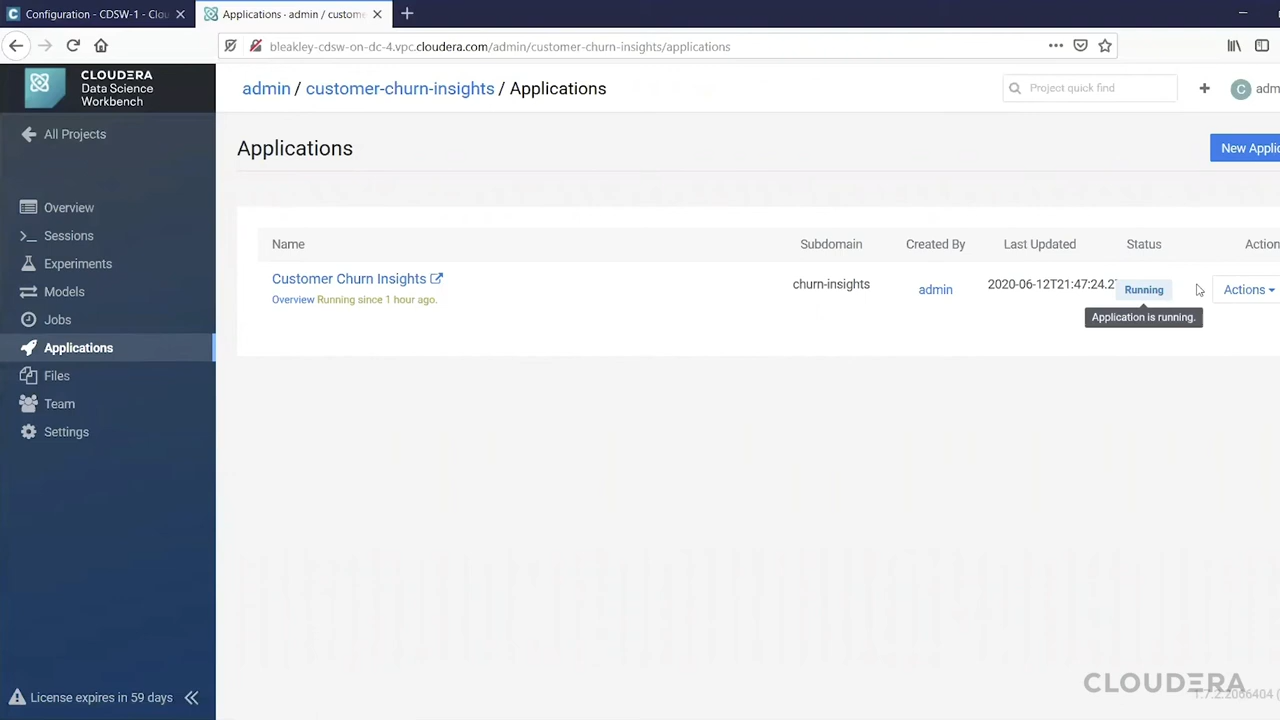 Configuration - CDSW-1 - Clou
Applications - admin / custome
bleakley-cdsw-on-dc-4.vpc.cloudera.com/admin/customer-churn-insights/applications
CLOUDERA
Data Science
Workbench
admin / customer-churn-insights / Applications
Project quick find
C
adm
All Projects
Applications
New Applic
Overview
Sessions
Experiments
Models
Jobs
Applications
Files
Team
Settings
Name
Subdomain
Created By
Last Updated
Status
Action
Customer Churn Insights
churn-insights
admin
2020-06-12T21:47:24.2
Running
Actions
Overview Running since 1 hour ago.
Application is running.
License expires in 59 days
CLOUDERA